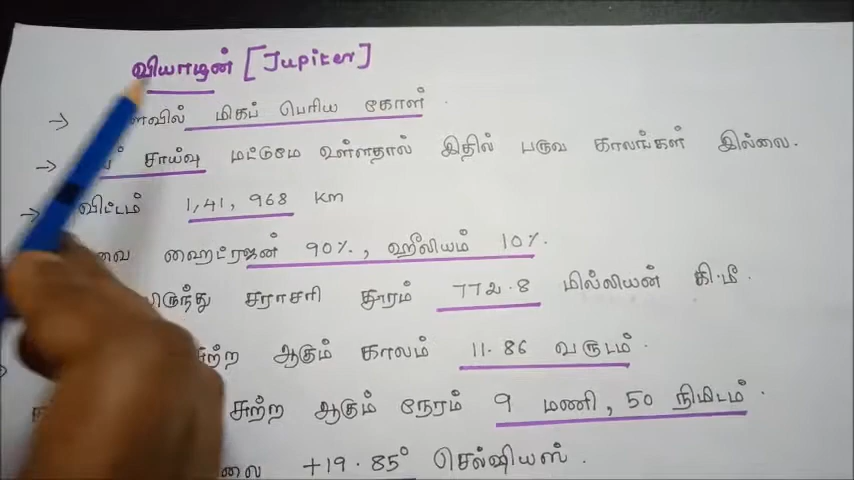 வியாழன் [Jupiter]
→ மிகப் பெரிய கோள்
→ சாய்வு மட்டுமே உள்ளதால் இதில் பருவ காலங்கள் இல்லை.
→ விட்டம் 1,41, 968 km
ஹைட்ரஜன் 90%, ஹீலியம் 10%.
சராசரி தூரம் 772.8 மில்லியன் கி.மீ.
சுற்ற ஆகும் காலம் 11.86 வருடம்.
சுற்ற ஆகும் நேரம் 9 மணி, 50 நிமிடம்.
+19.85° செல்ஷியஸ்.